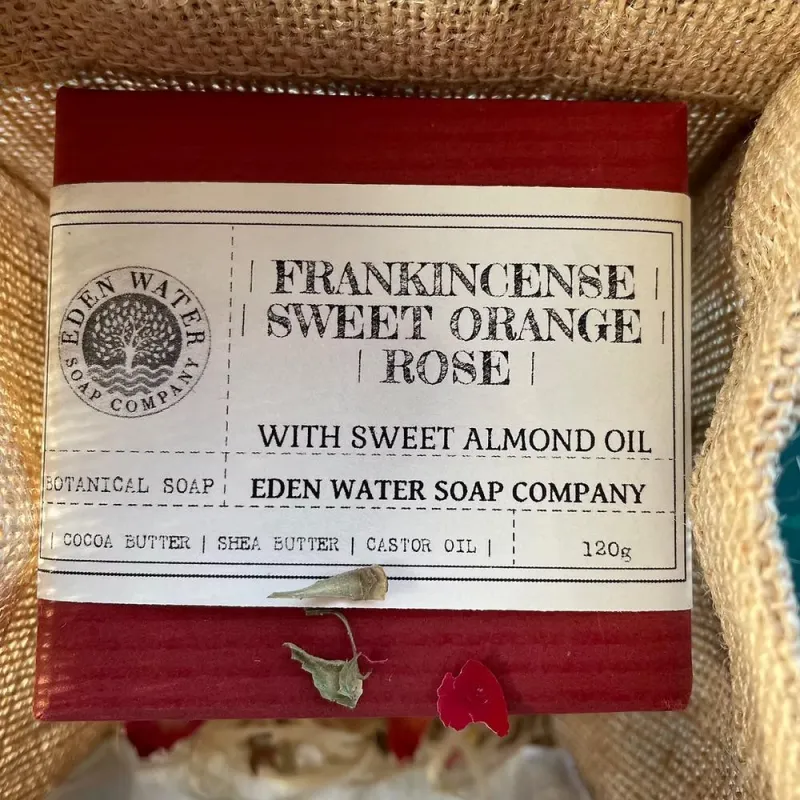 EDEN WATER
SOAP COMPANY
| FRANKINCENSE |
| SWEET ORANGE |
| ROSE |
WITH SWEET ALMOND OIL
BOTANICAL SOAP
EDEN WATER SOAP COMPANY
| COCOA BUTTER | SHEA BUTTER | CASTOR OIL |
120g